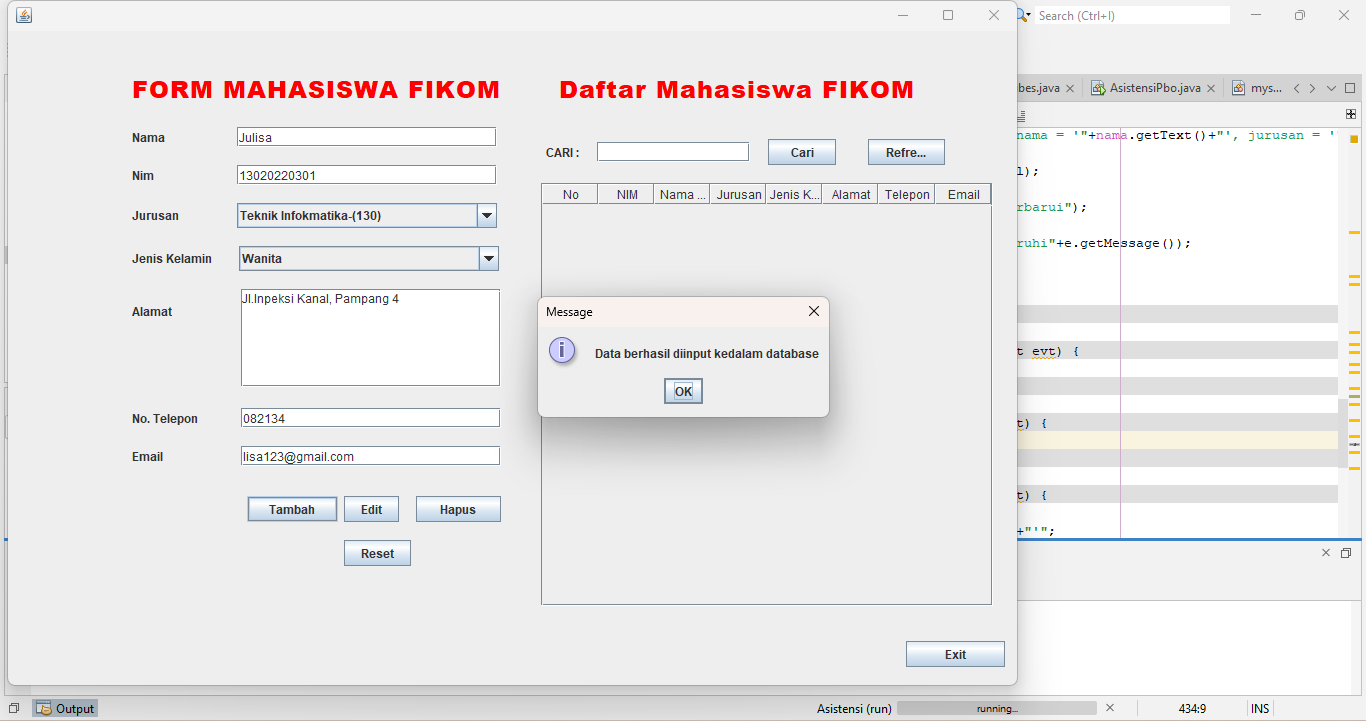 Search (Ctrl+I)
FORM MAHASISWA FIKOM
Daftar Mahasiswa FIKOM
bes.java
AsistensiPbo.java
mys...
Nama
Julisa
Nim
13020220301
Jurusan
Teknik Infokmatika-(130)
Jenis Kelamin
Wanita
Alamat
Jl.Inpeksi Kanal, Pampang 4
No. Telepon
082134
Email
lisa123@gmail.com
Tambah
Edit
Hapus
Reset
CARI :
Cari
Refre...
No NIM Nama ... Jurusan Jenis K... Alamat Telepon Email
Message
Data berhasil diinput kedalam database
OK
Exit
nama = '"+nama.getText()+"', jurusan = '
l);
rbarui");
ruhi"+e.getMessage());
t evt) {
t) {
t) {
+"'";
Output
Asistensi (run)
running...
434:9
INS